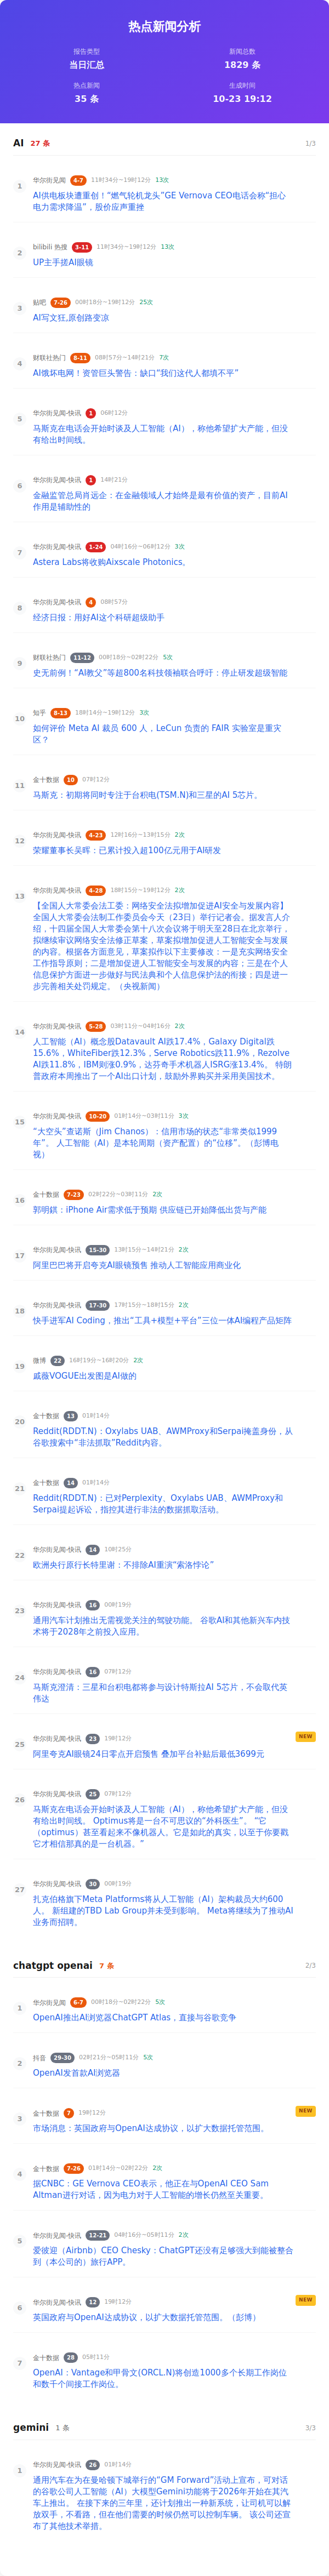 热点新闻分析
报告类型
新闻总数
当日汇总
1829 条
热点新闻
生成时间
35 条
10-23 19:12
AI 27 条 1/3
1
华尔街见闻 4-7 11时34分~19时12分 13次
AI供电板块遭重创！“燃气轮机龙头”GE Vernova CEO电话会称“担心
电力需求降温”，股价应声重挫
2
bilibili 热搜 3-11 11时34分~19时12分 13次
UP主手搓AI眼镜
3
贴吧 7-26 00时18分~19时12分 25次
AI写文狂,原创路变凉
4
财联社热门 8-11 08时57分~14时21分 7次
AI饿坏电网！资管巨头警告：缺口“我们这代人都填不平”
5
华尔街见闻-快讯 1 06时12分
马斯克在电话会开始时谈及人工智能（AI），称他希望扩大产能，但没
有给出时间线。
6
华尔街见闻-快讯 1 14时21分
金融监管总局肖远企：在金融领域人才始终是最有价值的资产，目前AI
作用是辅助性的
7
华尔街见闻-快讯 1-24 04时16分~06时12分 3次
Astera Labs将收购Aixscale Photonics。
8
华尔街见闻-快讯 4 08时57分
经济日报：用好AI这个科研超级助手
9
财联社热门 11-12 00时18分~02时22分 5次
史无前例！“AI教父”等超800名科技领袖联合呼吁：停止研发超级智能
10
知乎 8-13 18时14分~19时12分 3次
如何评价 Meta AI 裁员 600 人，LeCun 负责的 FAIR 实验室是重灾
区？
11
金十数据 10 07时12分
马斯克：初期将同时专注于台积电(TSM.N)和三星的AI 5芯片。
12
华尔街见闻-快讯 4-23 12时16分~13时15分 2次
荣耀董事长吴晖：已累计投入超100亿元用于AI研发
13
华尔街见闻-快讯 4-28 18时15分~19时12分 2次
【全国人大常委会法工委：网络安全法拟增加促进AI安全与发展内容】
全国人大常委会法制工作委员会今天（23日）举行记者会。据发言人介
绍，十四届全国人大常委会第十八次会议将于明天至28日在北京举行，
拟继续审议网络安全法修正草案，草案拟增加促进人工智能安全与发展
的内容。根据各方面意见，草案拟作以下主要修改：一是充实网络安全
工作指导原则；二是增加促进人工智能安全与发展的内容；三是在个人
信息保护方面进一步做好与民法典和个人信息保护法的衔接；四是进一
步完善相关处罚规定。（央视新闻）
14
华尔街见闻-快讯 5-28 03时11分~04时16分 2次
人工智能（AI）概念股Datavault AI跌17.4%，Galaxy Digital跌
15.6%，WhiteFiber跌12.3%，Serve Robotics跌11.9%，Rezolve
AI跌11.8%，IBM则涨0.9%，达芬奇手术机器人ISRG涨13.4%。 特朗
普政府本周推出了一个AI出口计划，鼓励外界购买并采用美国技术。
15
华尔街见闻-快讯 10-20 01时14分~03时11分 3次
“大空头”查诺斯（Jim Chanos）：信用市场的状态“非常类似1999
年”。 人工智能（AI）是本轮周期（资产配置）的“位移”。（彭博电
视）
16
金十数据 7-23 02时22分~03时11分 2次
郭明錤：iPhone Air需求低于预期 供应链已开始降低出货与产能
17
华尔街见闻-快讯 15-30 13时15分~14时21分 2次
阿里巴巴将开启夸克AI眼镜预售 推动人工智能应用商业化
18
华尔街见闻-快讯 17-30 17时15分~18时15分 2次
快手进军AI Coding，推出“工具+模型+平台”三位一体AI编程产品矩阵
19
微博 22 16时19分~16时20分 2次
戚薇VOGUE出发图是AI做的
20
金十数据 13 01时14分
Reddit(RDDT.N)：Oxylabs UAB、AWMProxy和Serpai掩盖身份，从
谷歌搜索中“非法抓取”Reddit内容。
21
金十数据 14 01时14分
Reddit(RDDT.N)：已对Perplexity、Oxylabs UAB、AWMProxy和
Serpai提起诉讼，指控其进行非法的数据抓取活动。
22
华尔街见闻-快讯 14 10时25分
欧洲央行原行长特里谢：不排除AI重演“索洛悖论”
23
华尔街见闻-快讯 16 00时19分
通用汽车计划推出无需视觉关注的驾驶功能。 谷歌AI和其他新兴车内技
术将于2028年之前投入应用。
24
华尔街见闻-快讯 16 07时12分
马斯克澄清：三星和台积电都将参与设计特斯拉AI 5芯片，不会取代英
伟达
25
华尔街见闻-快讯 23 19时12分 NEW
阿里夸克AI眼镜24日零点开启预售 叠加平台补贴后最低3699元
26
华尔街见闻-快讯 25 07时12分
马斯克在电话会开始时谈及人工智能（AI），称他希望扩大产能，但没
有给出时间线。 Optimus将是一台不可思议的“外科医生”。 “它
（optimus）甚至看起来不像机器人。它是如此的真实，以至于你要戳
它才相信那真的是一台机器。”
27
华尔街见闻-快讯 30 00时19分
扎克伯格旗下Meta Platforms将从人工智能（AI）架构裁员大约600
人。 新组建的TBD Lab Group并未受到影响。 Meta将继续为了推动AI
业务而招聘。
chatgpt openai 7 条 2/3
1
华尔街见闻 6-7 00时18分~02时22分 5次
OpenAI推出AI浏览器ChatGPT Atlas，直接与谷歌竞争
2
抖音 29-30 02时21分~05时11分 5次
OpenAI发首款AI浏览器
3
金十数据 7 19时12分 NEW
市场消息：英国政府与OpenAI达成协议，以扩大数据托管范围。
4
金十数据 7-26 01时14分~02时22分 2次
据CNBC：GE Vernova CEO表示，他正在与OpenAI CEO Sam
Altman进行对话，因为电力对于人工智能的增长仍然至关重要。
5
华尔街见闻-快讯 12-21 04时16分~05时11分 2次
爱彼迎（Airbnb）CEO Chesky：ChatGPT还没有足够强大到能被整合
到（本公司的）旅行APP。
6
华尔街见闻-快讯 12 19时12分 NEW
英国政府与OpenAI达成协议，以扩大数据托管范围。（彭博）
7
金十数据 28 05时11分
OpenAI：Vantage和甲骨文(ORCL.N)将创造1000多个长期工作岗位
和数千个间接工作岗位。
gemini 1 条 3/3
1
华尔街见闻-快讯 26 01时14分
通用汽车在为在曼哈顿下城举行的“GM Forward”活动上宣布，可对话
的谷歌公司人工智能（AI）大模型Gemini功能将于2026年开始在其汽
车上推出。 在接下来的三年里，还计划推出一种新系统，让司机可以解
放双手，不看路，但在他们需要的时候仍然可以控制车辆。 该公司还宣
布了其他技术举措。